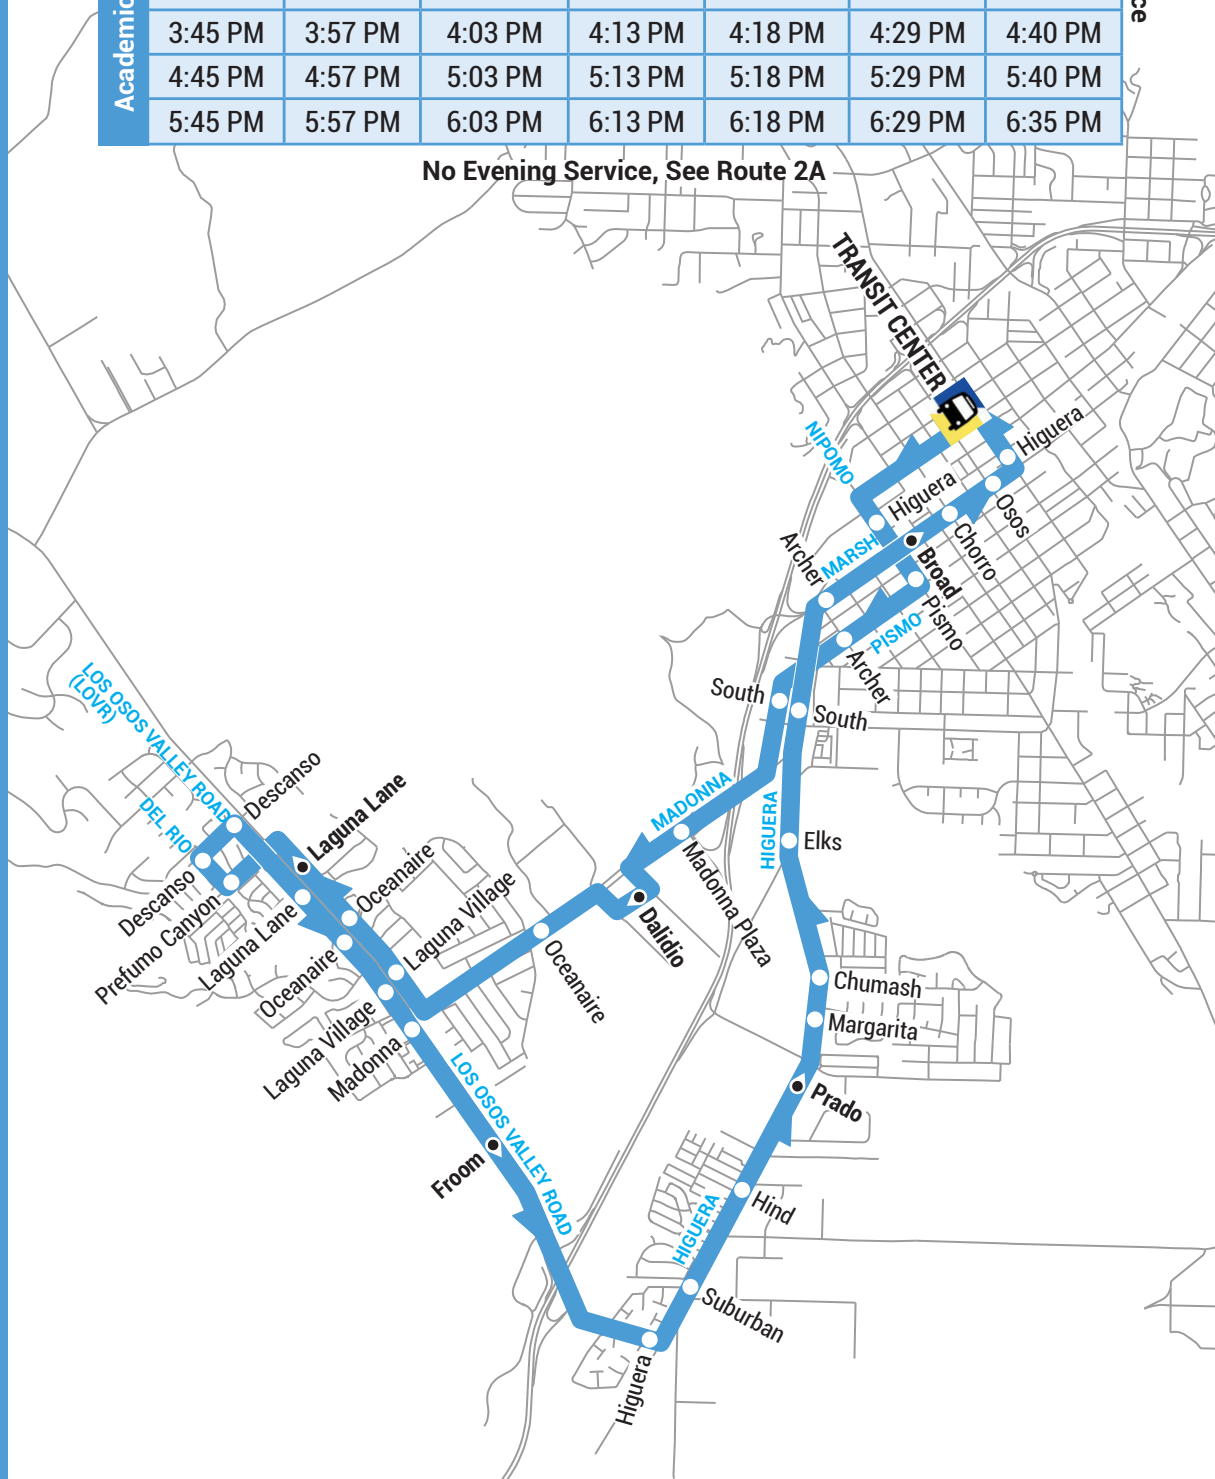 Academic
ce
3:45 PM 3:57 PM 4:03 PM 4:13 PM 4:18 PM 4:29 PM 4:40 PM
4:45 PM 4:57 PM 5:03 PM 5:13 PM 5:18 PM 5:29 PM 5:40 PM
5:45 PM 5:57 PM 6:03 PM 6:13 PM 6:18 PM 6:29 PM 6:35 PM
No Evening Service, See Route 2A
TRANSIT CENTER
Higuera
NIPOMO
Higuera
Osos
Chorro
MARSH
Archer
Broad
Pismo
PISMO
Archer
South
South
LOS OSOS VALLEY ROAD
(LOVR)
Descanso
DEL RIO
Laguna Lane
MADONNA
HIGUERA
Elks
Oceanaire
Descanso
Prefumo Canyon
Laguna Lane
Laguna Village
Madonna Plaza
Dalidio
Oceanaire
Oceanaire
Laguna Village
Madonna
Chumash
Margarita
LOS OSOS VALLEY ROAD
Prado
Froom
HIGUERA
Hind
Suburban
Higuera